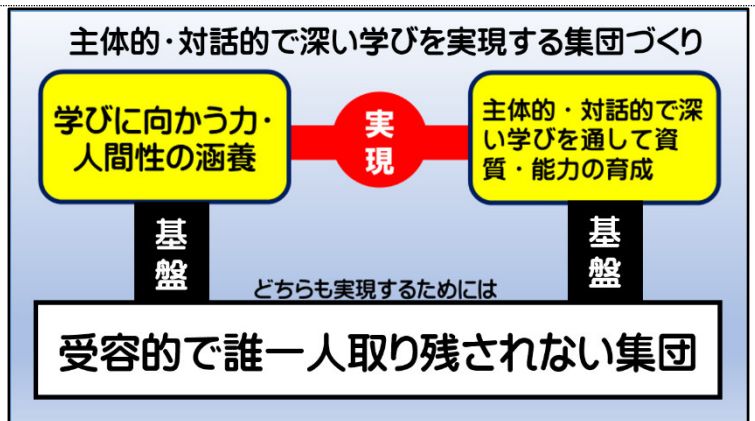 主体的・対話的で深い学びを実現する集団づくり
学びに向かう力・
人間性の涵養
実
現
主体的・対話的で深
い学びを通して資
質・能力の育成
基
盤
基
盤
どちらも実現するためには
受容的で誰一人取り残されない集団